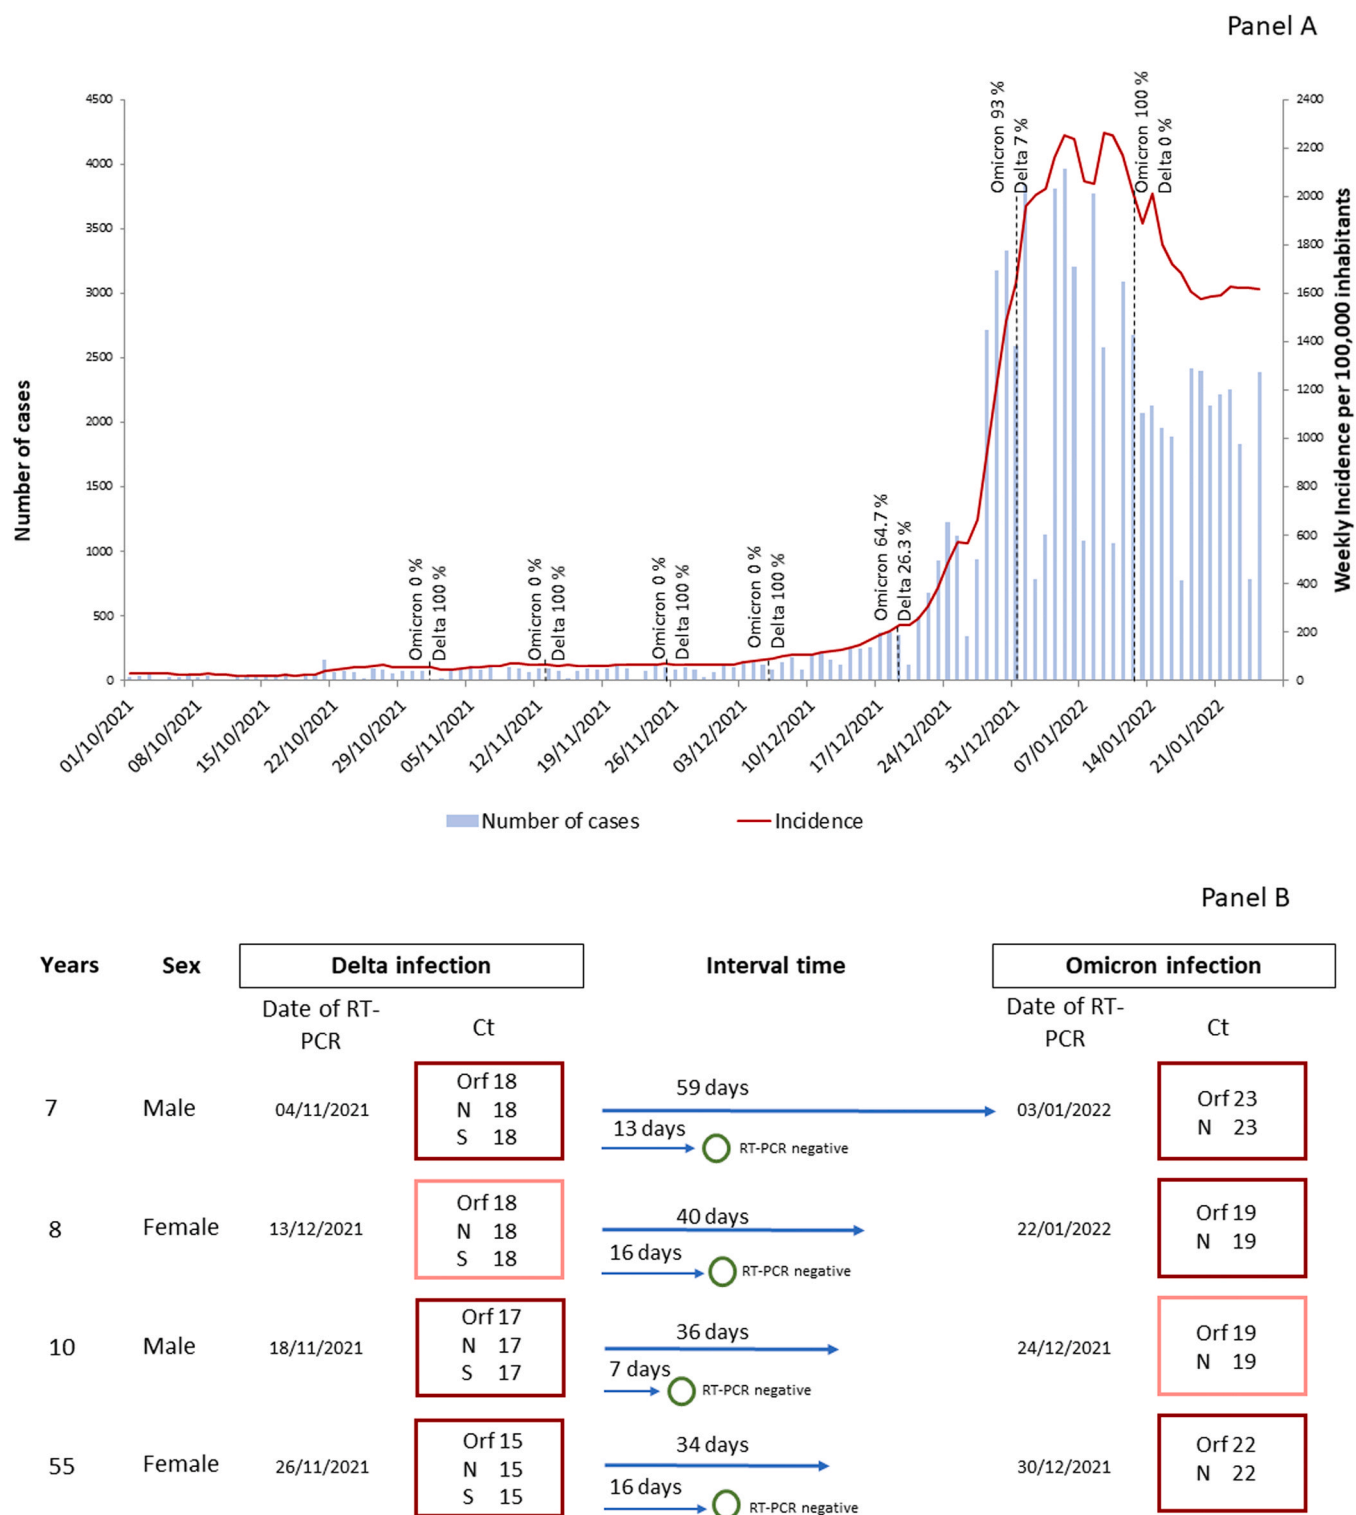 Panel A
4500
4000
3500
3000
2500
2000
1500
1000
500
0
Number of cases
2400
2200
2000
1800
1600
1400
1200
1000
800
600
400
200
0
Weekly Incidence per 100,000 inhabitants
Omicron 0 %
Delta 100 %
Omicron 0 %
Delta 100 %
Omicron 0 %
Delta 100 %
Omicron 0 %
Delta 100 %
Omicron 64.7 %
Delta 26.3 %
Omicron 93 %
Delta 7 %
Omicron 100 %
Delta 0 %
01/10/2021
08/10/2021
15/10/2021
22/10/2021
29/10/2021
05/11/2021
12/11/2021
19/11/2021
26/11/2021
03/12/2021
10/12/2021
17/12/2021
24/12/2021
31/12/2021
07/01/2022
14/01/2022
21/01/2022
Number of cases
Incidence
Panel B
Years Sex Delta infection Interval time Omicron infection
Date of RT-
PCR
Ct
Date of RT-
PCR
Ct
7 Male 04/11/2021
Orf 18
N 18
S 18
59 days
13 days
RT-PCR negative
03/01/2022
Orf 23
N 23
8 Female 13/12/2021
Orf 18
N 18
S 18
40 days
16 days
RT-PCR negative
22/01/2022
Orf 19
N 19
10 Male 18/11/2021
Orf 17
N 17
S 17
36 days
7 days
RT-PCR negative
24/12/2021
Orf 19
N 19
55 Female 26/11/2021
Orf 15
N 15
S 15
34 days
16 days
RT-PCR negative
30/12/2021
Orf 22
N 22